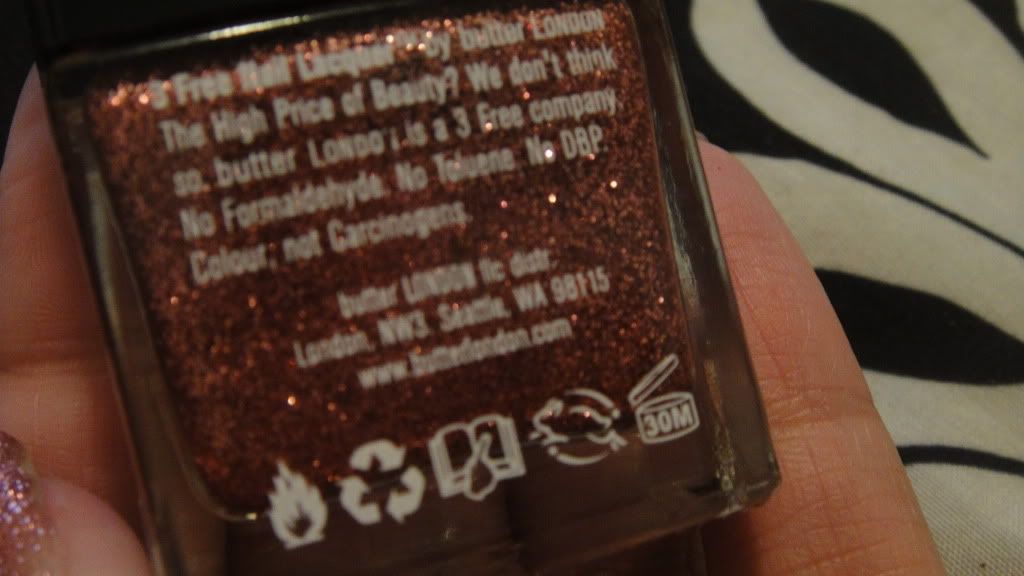 3 Free Nail Lacquer™ by butter LONDON
The High Price of Beauty? We don't think
so. butter LONDON is a 3 Free company.
No Formaldehyde. No Toluene. No DBP.
Colour, not Carcinogens.
butter LONDON llc distr.
London, NW3. Seattle, WA 98115
www.butterlondon.com
30M